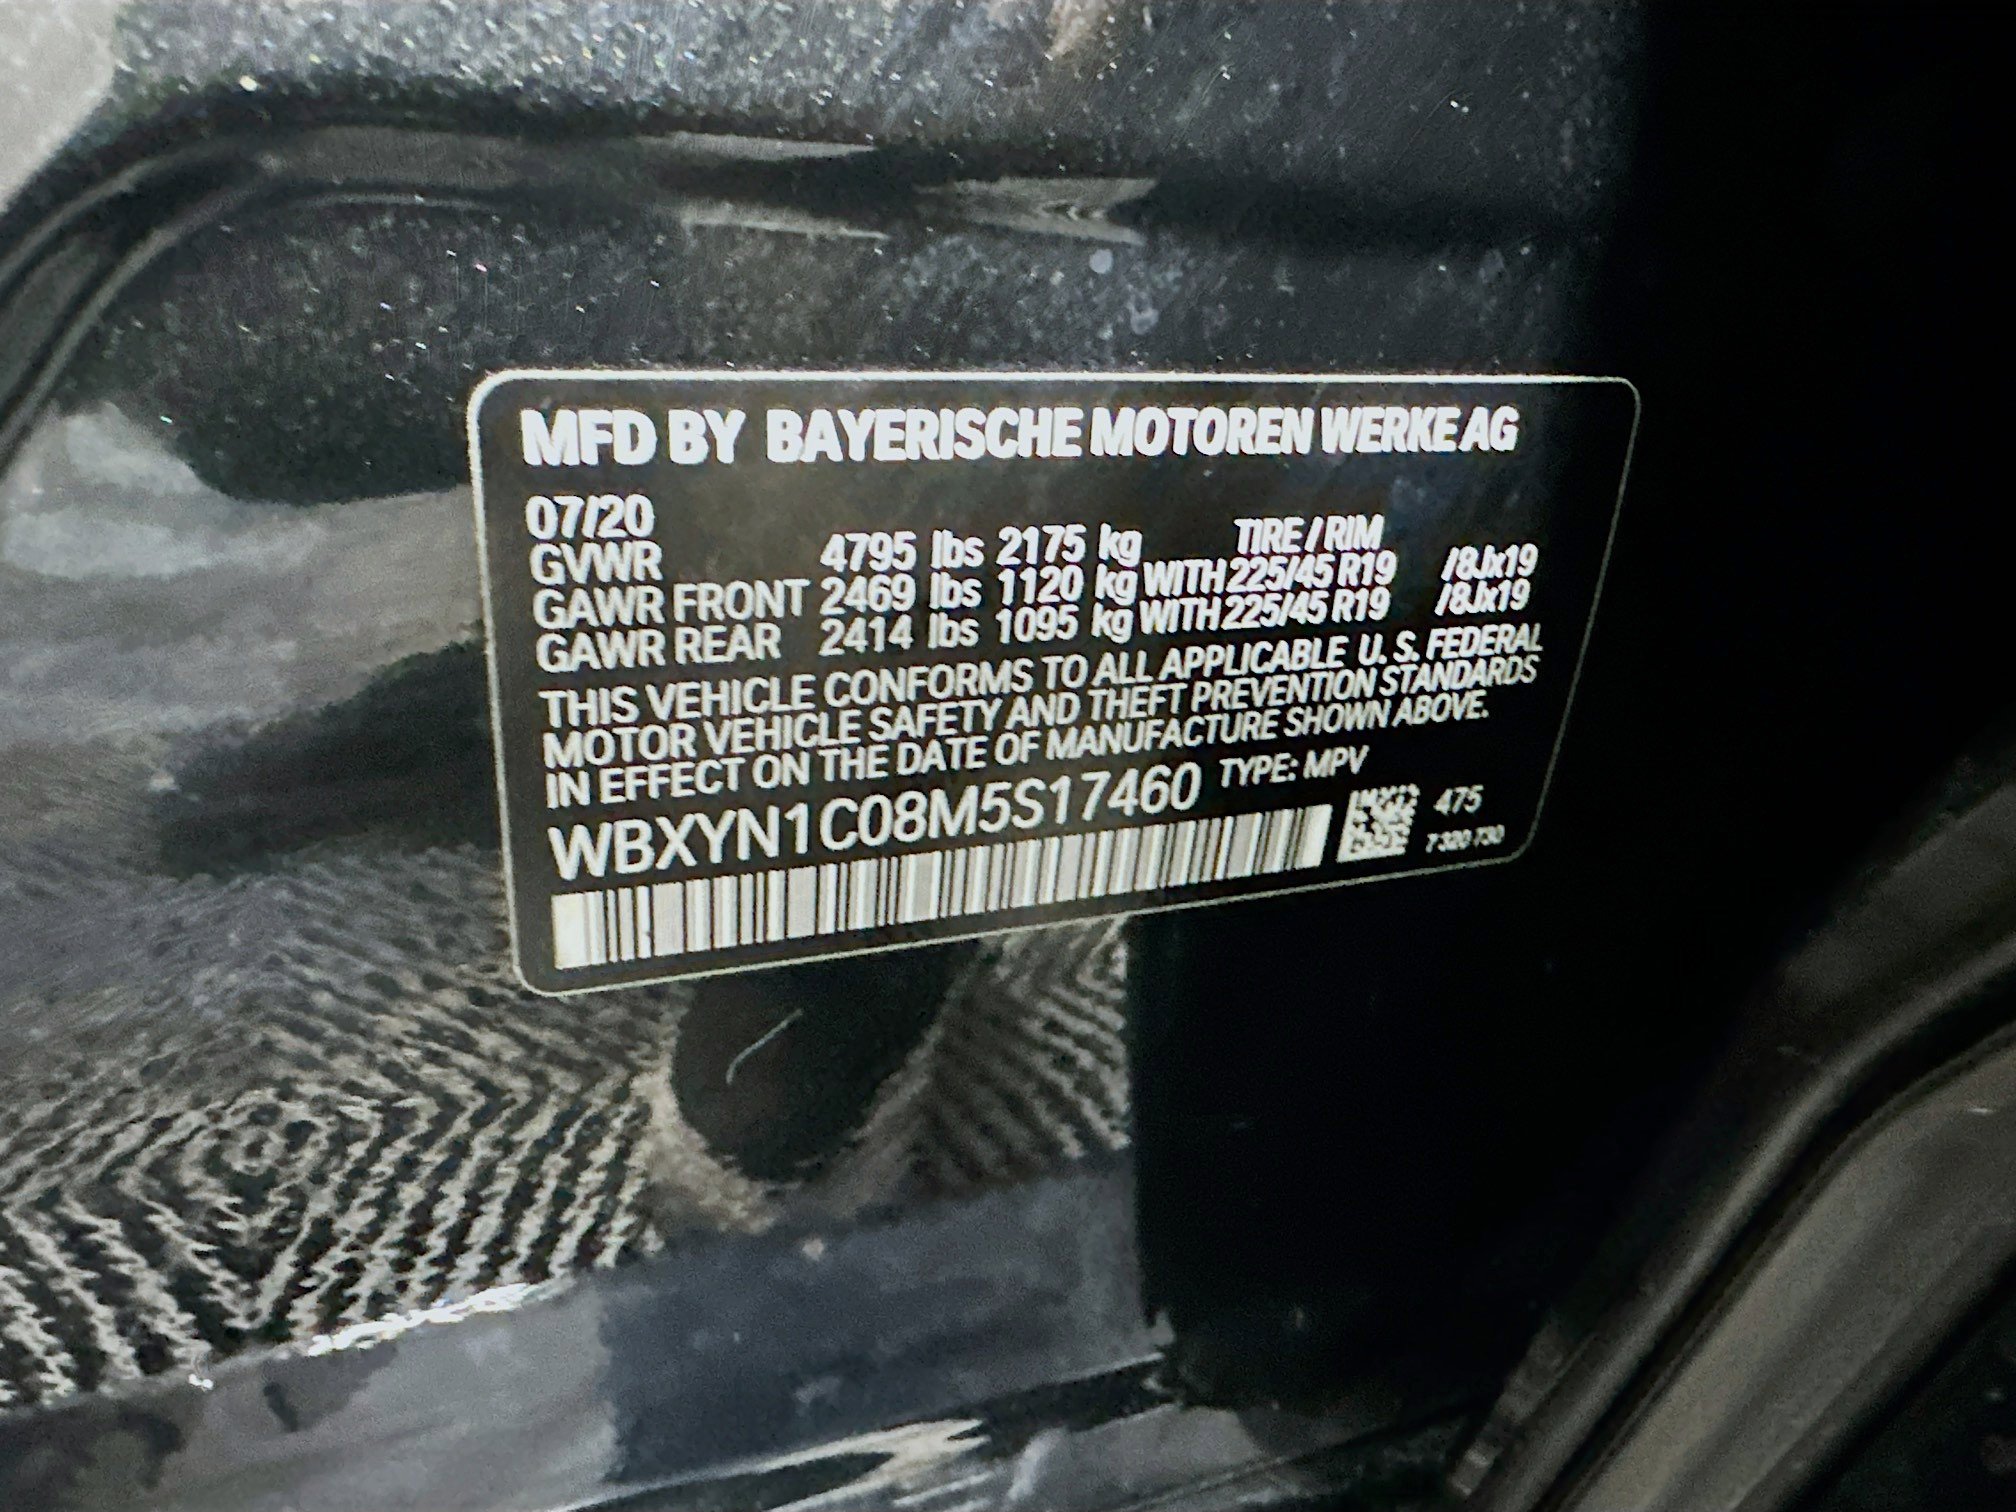 MFD BY BAYERISCHE MOTOREN WERKE AG
07/20
TIRE / RIM
GVWR 4795 lbs 2175 kg
GAWR FRONT 2469 lbs 1120 kg WITH 225/45 R19 /8Jx19
GAWR REAR 2414 lbs 1095 kg WITH 225/45 R19 /8Jx19
THIS VEHICLE CONFORMS TO ALL APPLICABLE U. S. FEDERAL
MOTOR VEHICLE SAFETY AND THEFT PREVENTION STANDARDS
IN EFFECT ON THE DATE OF MANUFACTURE SHOWN ABOVE.
WBXYN1C08M5S17460 TYPE: MPV
475
7 320 730